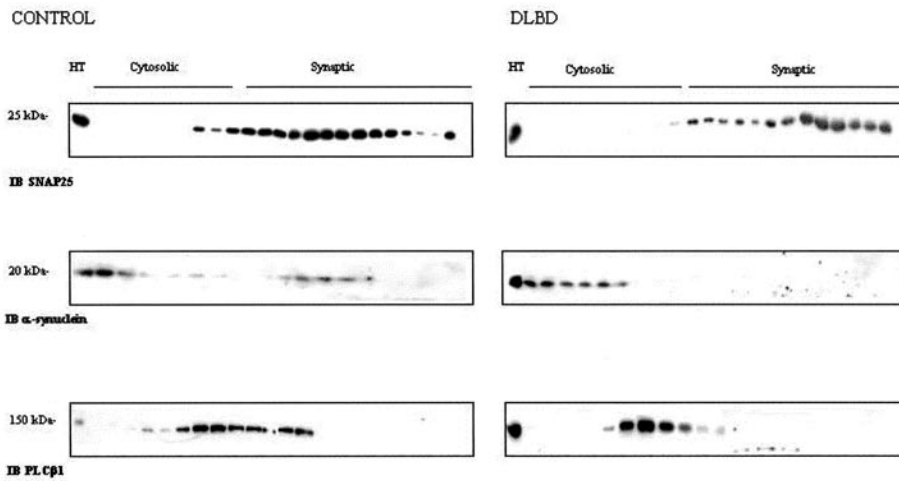 CONTROL
DLBD
HT Cytosolic Synaptic
HT Cytosolic Synaptic
25 kDa-
IB SNAP25
20 kDa-
IB α-synuclein
150 kDa-
IB PLCβ1